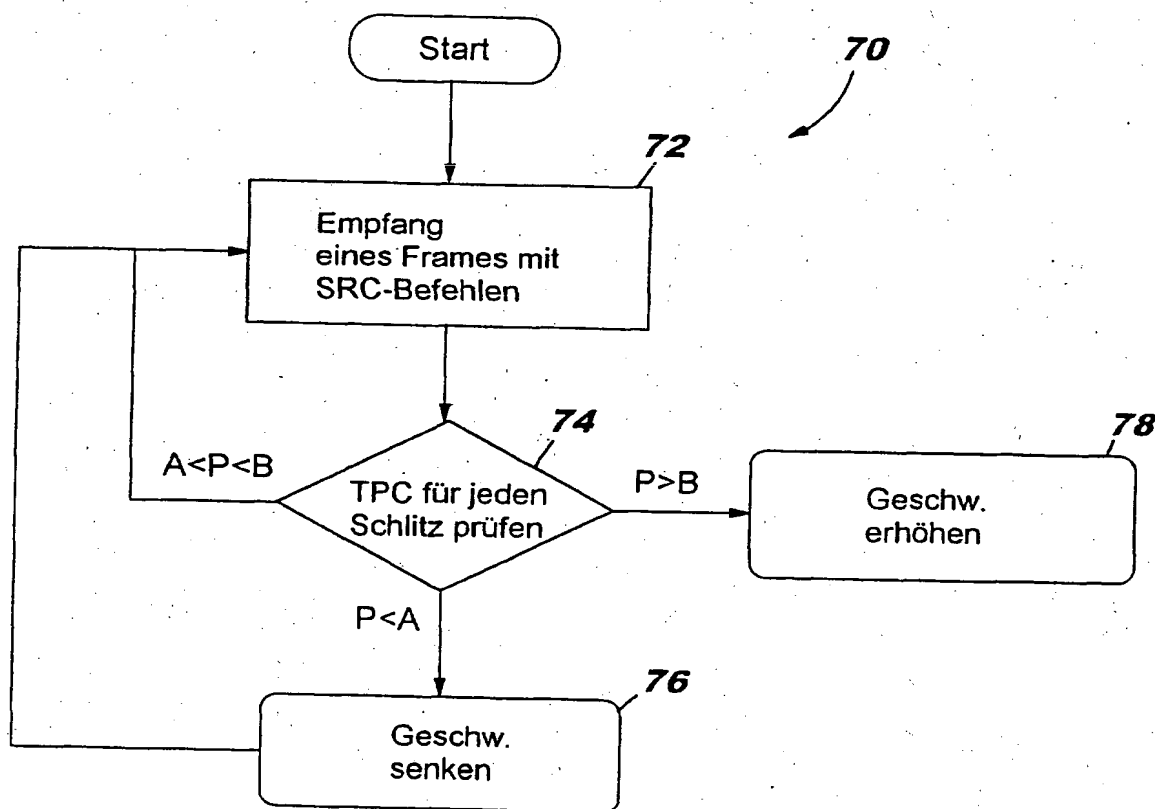 Start
70
72
Empfang
eines Frames mit
SRC-Befehlen
74
78
A<P<B
TPC für jeden
Schlitz prüfen
P>B
Geschw.
erhöhen
P<A
76
Geschw.
senken